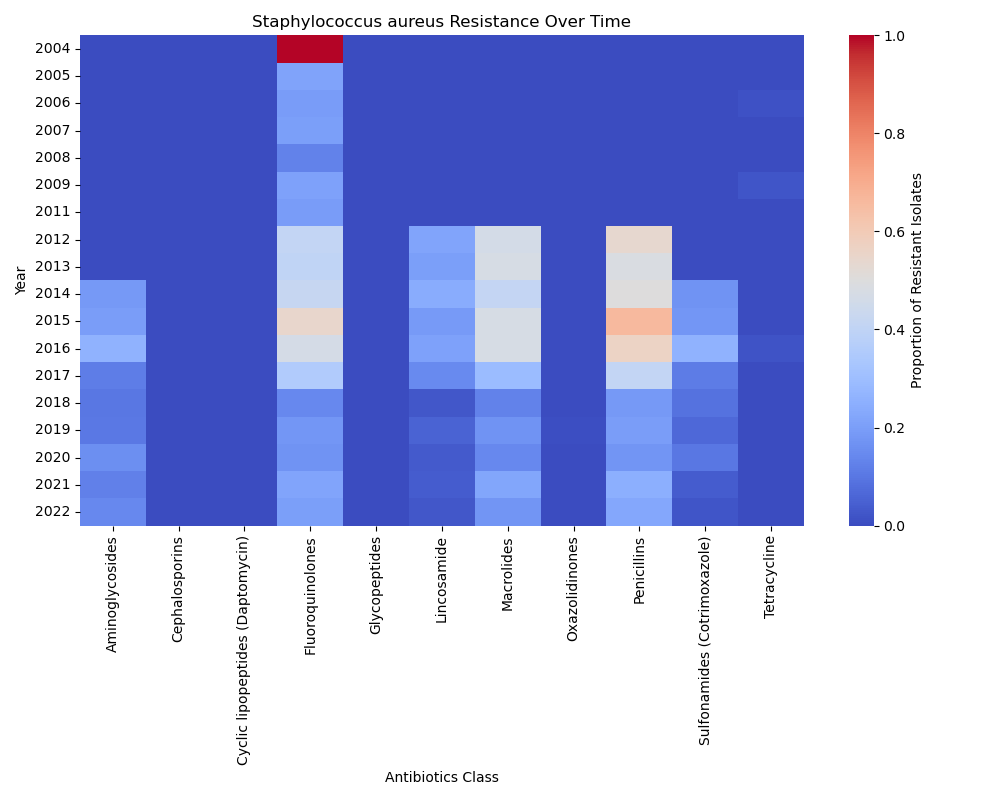 Staphylococcus aureus Resistance Over Time
Year
2004
2005
2006
2007
2008
2009
2011
2012
2013
2014
2015
2016
2017
2018
2019
2020
2021
2022
Aminoglycosides
Cephalosporins
Cyclic lipopeptides (Daptomycin)
Fluoroquinolones
Glycopeptides
Lincosamide
Macrolides
Oxazolidinones
Penicillins
Sulfonamides (Cotrimoxazole)
Tetracycline
Antibiotics Class
1.0
0.8
0.6
0.4
0.2
0.0
Proportion of Resistant Isolates